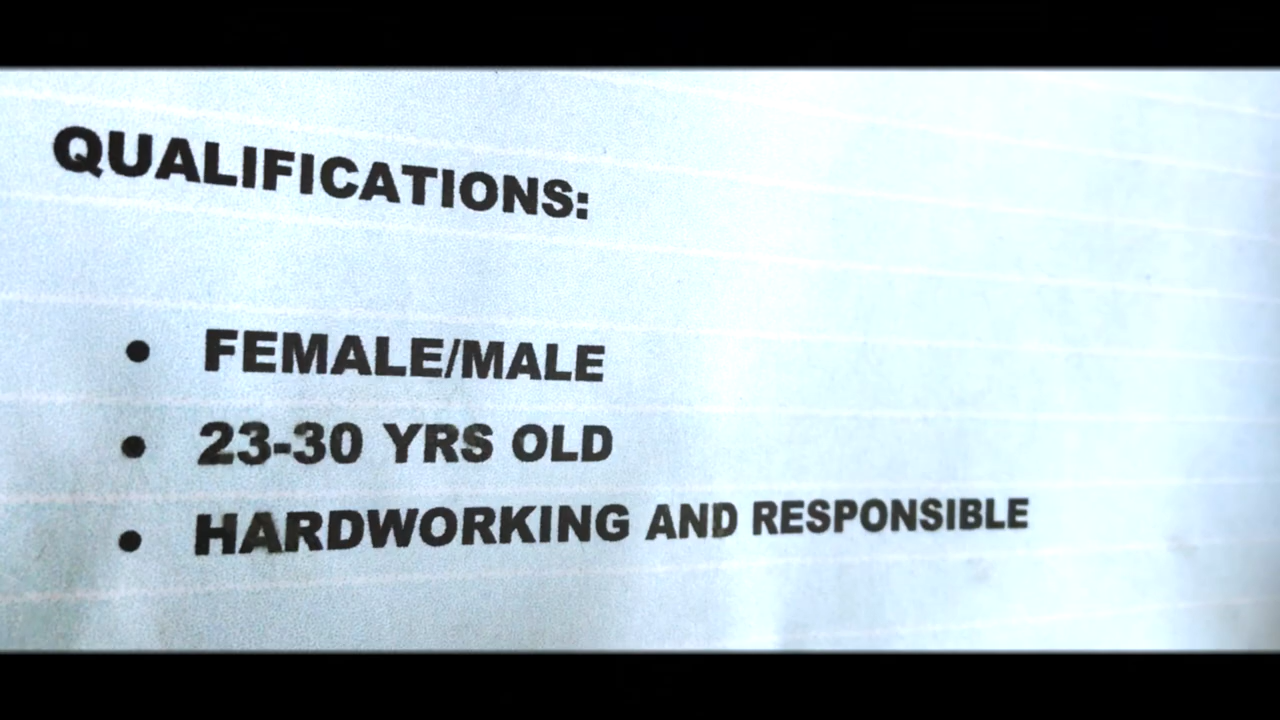 QUALIFICATIONS:
• FEMALE/MALE
• 23-30 YRS OLD
• HARDWORKING AND RESPONSIBLE